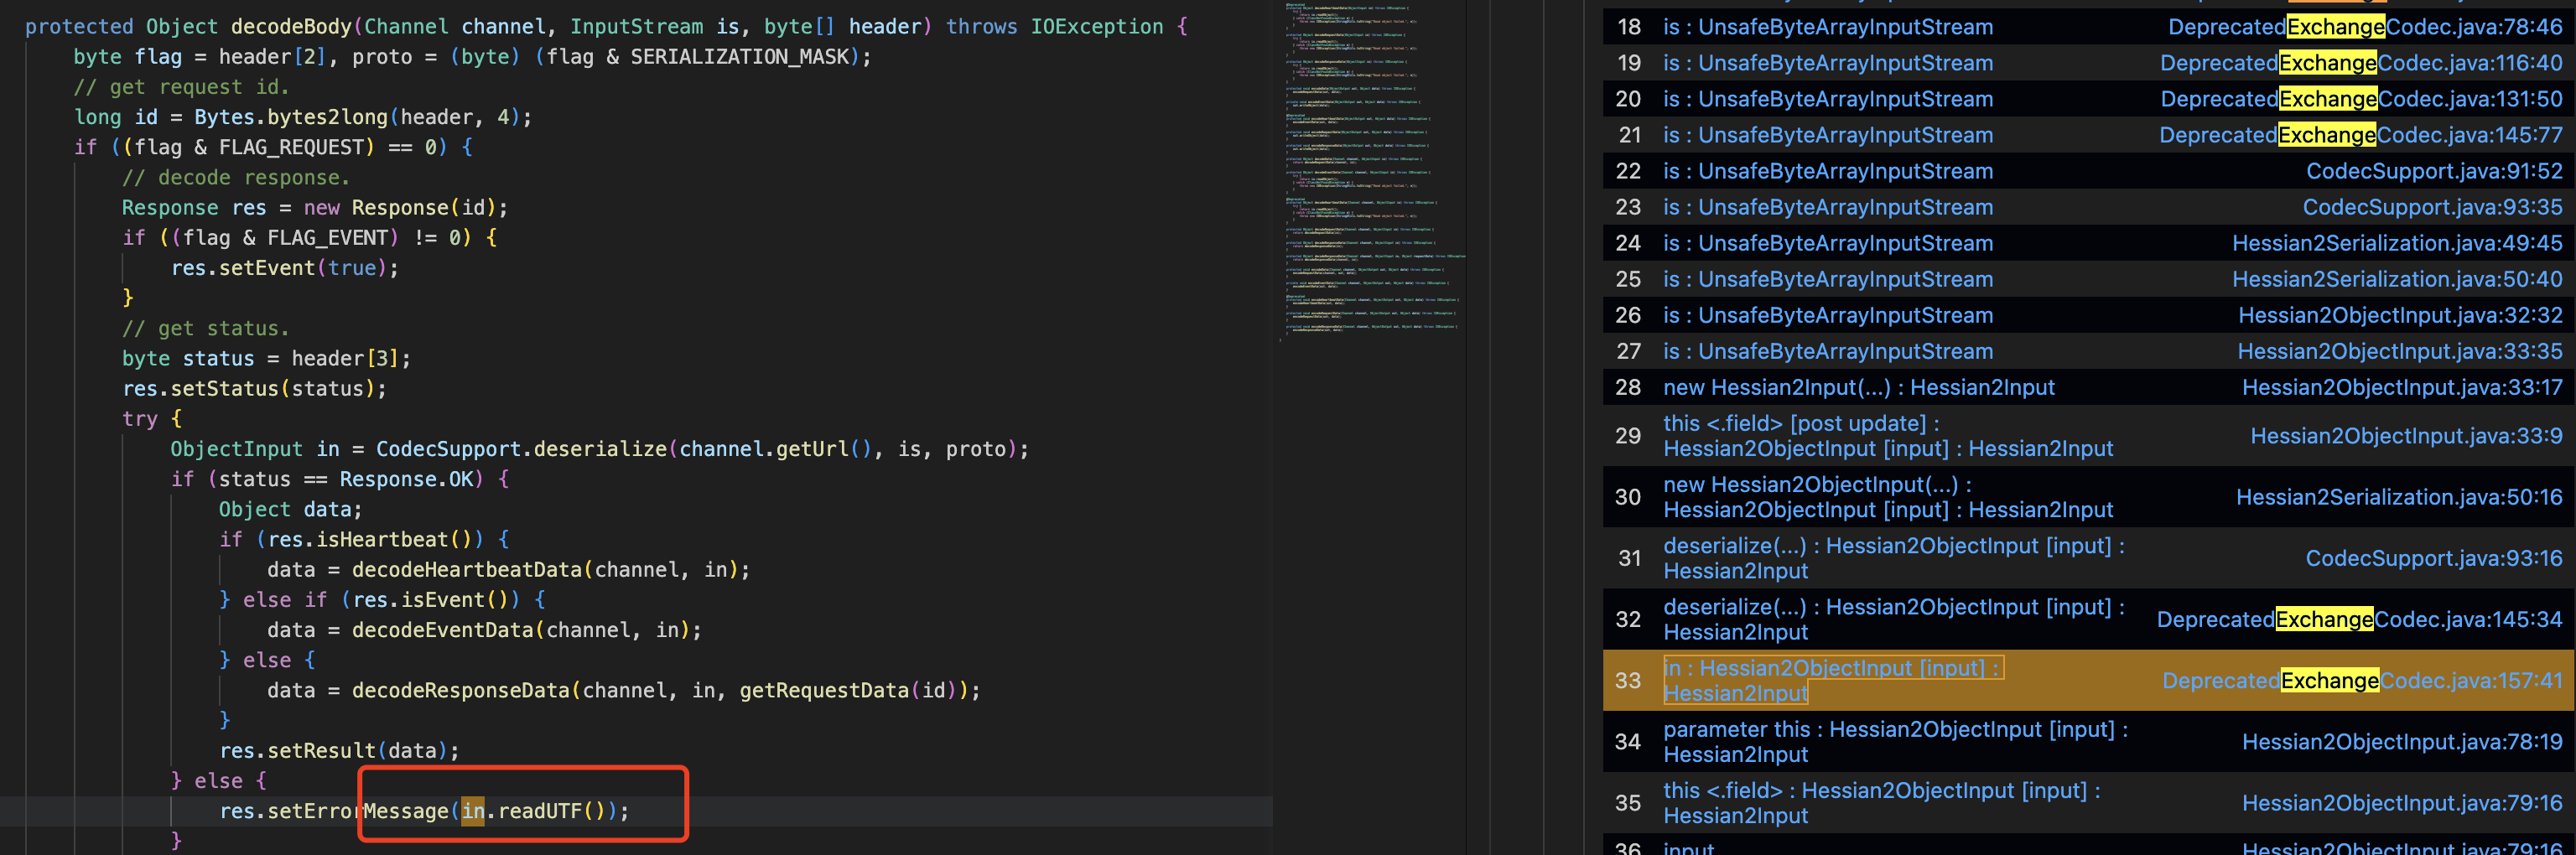 protected Object decodeBody(Channel channel, InputStream is, byte[] header) throws IOException {
byte flag = header[2], proto = (byte) (flag & SERIALIZATION_MASK);
// get request id.
long id = Bytes.bytes2long(header, 4);
if ((flag & FLAG_REQUEST) == 0) {
// decode response.
Response res = new Response(id);
if ((flag & FLAG_EVENT) != 0) {
res.setEvent(true);
}
// get status.
byte status = header[3];
res.setStatus(status);
try {
ObjectInput in = CodecSupport.deserialize(channel.getUrl(), is, proto);
if (status == Response.OK) {
Object data;
if (res.isHeartbeat()) {
data = decodeHeartbeatData(channel, in);
} else if (res.isEvent()) {
data = decodeEventData(channel, in);
} else {
data = decodeResponseData(channel, in, getRequestData(id));
}
res.setResult(data);
} else {
res.setErrorMessage(in.readUTF());
}
18 is : UnsafeByteArrayInputStream DeprecatedExchangeCodec.java:78:46
19 is : UnsafeByteArrayInputStream DeprecatedExchangeCodec.java:116:40
20 is : UnsafeByteArrayInputStream DeprecatedExchangeCodec.java:131:50
21 is : UnsafeByteArrayInputStream DeprecatedExchangeCodec.java:145:77
22 is : UnsafeByteArrayInputStream CodecSupport.java:91:52
23 is : UnsafeByteArrayInputStream CodecSupport.java:93:35
24 is : UnsafeByteArrayInputStream Hessian2Serialization.java:49:45
25 is : UnsafeByteArrayInputStream Hessian2Serialization.java:50:40
26 is : UnsafeByteArrayInputStream Hessian2ObjectInput.java:32:32
27 is : UnsafeByteArrayInputStream Hessian2ObjectInput.java:33:35
28 new Hessian2Input(...) : Hessian2Input Hessian2ObjectInput.java:33:17
29 this <.field> [post update] :
Hessian2ObjectInput [input] : Hessian2Input Hessian2ObjectInput.java:33:9
30 new Hessian2ObjectInput(...) :
Hessian2ObjectInput [input] : Hessian2Input Hessian2Serialization.java:50:16
31 deserialize(...) : Hessian2ObjectInput [input] :
Hessian2Input CodecSupport.java:93:16
32 deserialize(...) : Hessian2ObjectInput [input] :
Hessian2Input DeprecatedExchangeCodec.java:145:34
33 in : Hessian2ObjectInput [input] :
Hessian2Input DeprecatedExchangeCodec.java:157:41
34 parameter this : Hessian2ObjectInput [input] :
Hessian2Input Hessian2ObjectInput.java:78:19
35 this <.field> : Hessian2ObjectInput [input] :
Hessian2Input Hessian2ObjectInput.java:79:16
36 input Hessian2ObjectInput.java:79:16